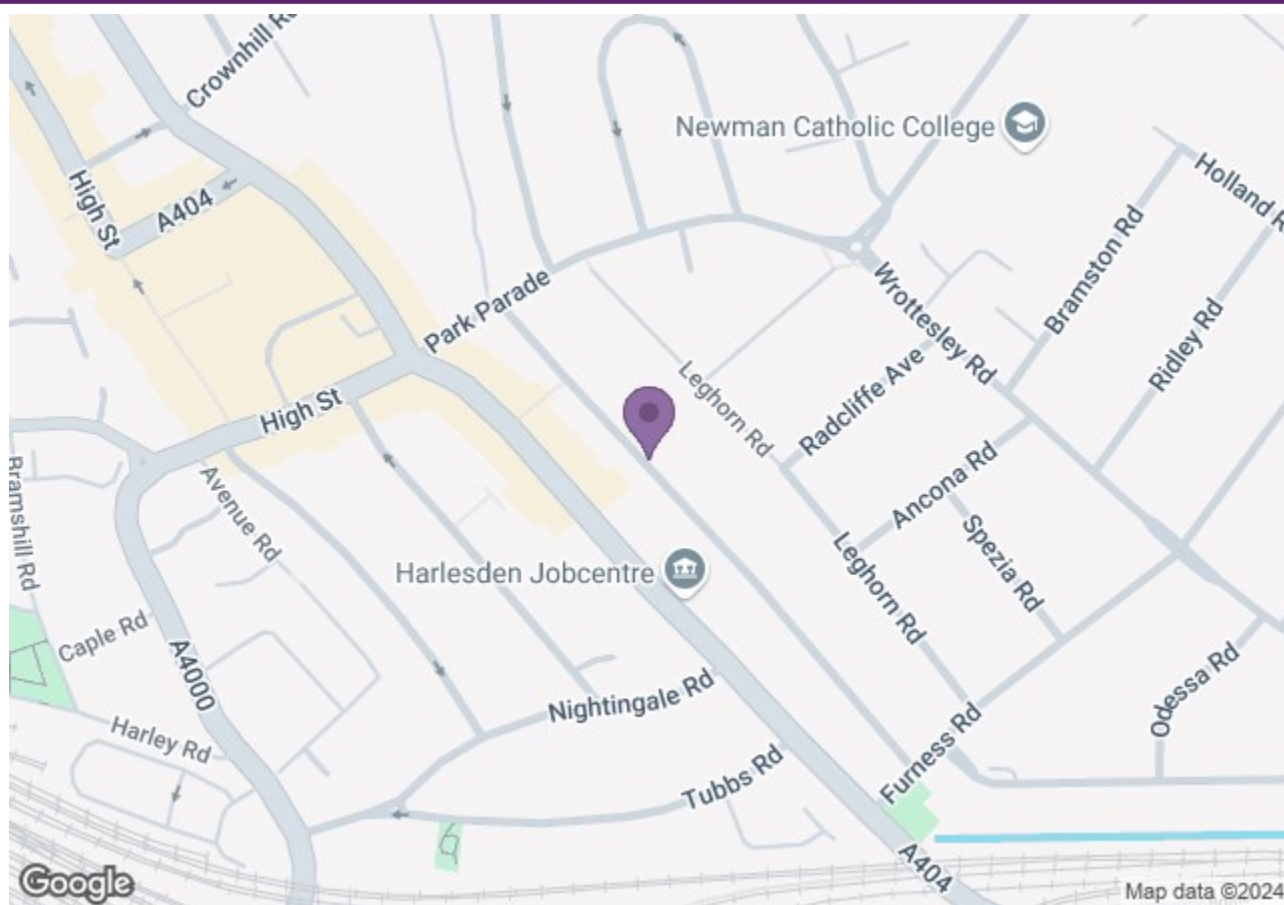 Crownhill Rd
Newman Catholic College
High St
A404
Holland R
Bramston Rd
Park Parade
Wrottesley Rd
Ridley Rd
Leghorn Rd
Radcliffe Ave
High St
Ancona Rd
Bramshill Rd
Avenue Rd
Spezia Rd
Harlesden Jobcentre
Leghorn Rd
Caple Rd
A4000
Odessa Rd
Nightingale Rd
Harley Rd
Furness Rd
Tubbs Rd
A404
Google
Map data ©2024